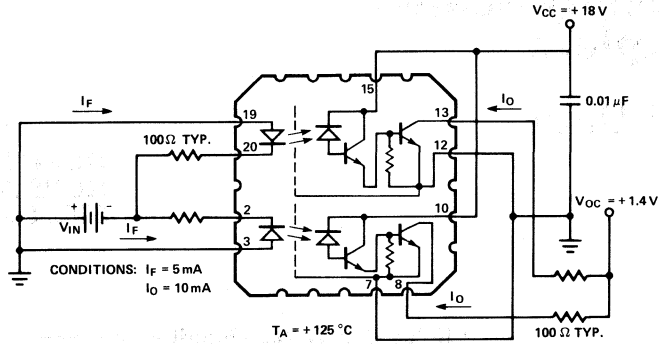 V_CC = +18 V
15
I_F
I_O
19
13
0.01 μF
100Ω TYP.
20
12
V_OC = +1.4 V
+ -
2
10
V_IN
I_F
3
CONDITIONS: I_F = 5 mA
I_O = 10 mA
7
8
I_O
T_A = +125 °C
100 Ω TYP.